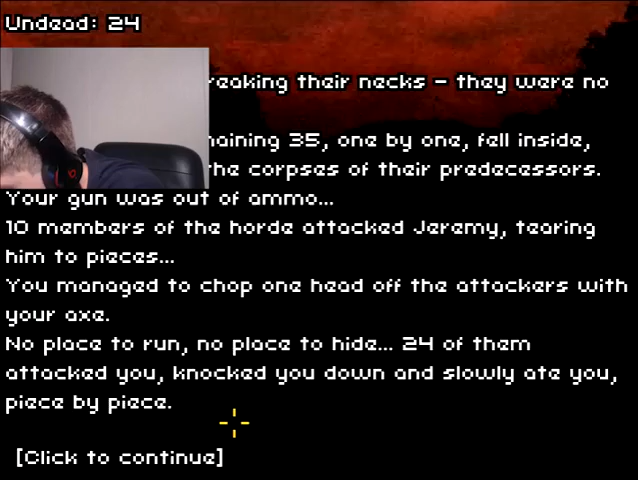 Undead: 24
their necks – they were no
35, one by one, fell inside,
the corpses of their predecessors.
Your gun was out of ammo...
10 members of the horde attacked Jeremy, tearing
him to pieces...
You managed to chop one head off the attackers with
your axe.
No place to run, no place to hide... 24 of them
attacked you, knocked you down and slowly ate you,
piece by piece.
[Click to continue]